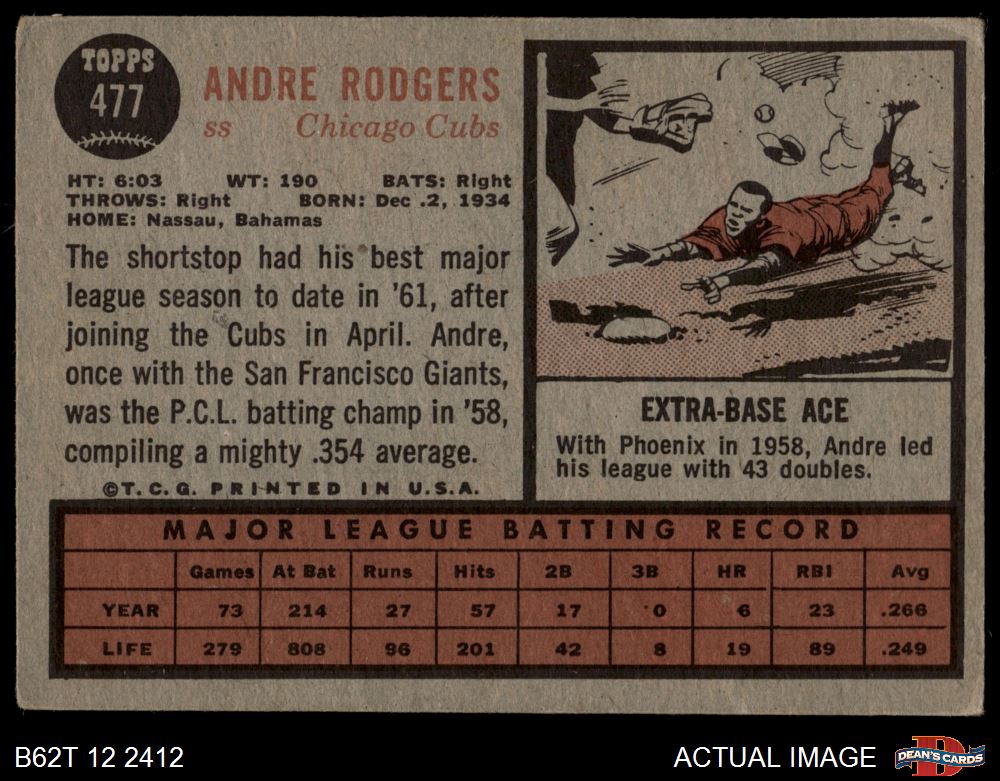 TOPPS
477
ANDRE RODGERS
ss Chicago Cubs
HT: 6:03 WT: 190 BATS: Right
THROWS: Right BORN: Dec .2, 1934
HOME: Nassau, Bahamas
The shortstop had his best major
league season to date in '61, after
joining the Cubs in April. Andre,
once with the San Francisco Giants,
was the P.C.L. batting champ in '58,
compiling a mighty .354 average.
©T.C.G. PRINTED IN U.S.A.
EXTRA-BASE ACE
With Phoenix in 1958, Andre led
his league with 43 doubles.
MAJOR LEAGUE BATTING RECORD
Games At Bat Runs Hits 2B 3B HR RBI Avg
YEAR 73 214 27 57 17 0 6 23 .266
LIFE 279 808 96 201 42 8 19 89 .249
B62T 12 2412
ACTUAL IMAGE
D
DEAN'S CARDS